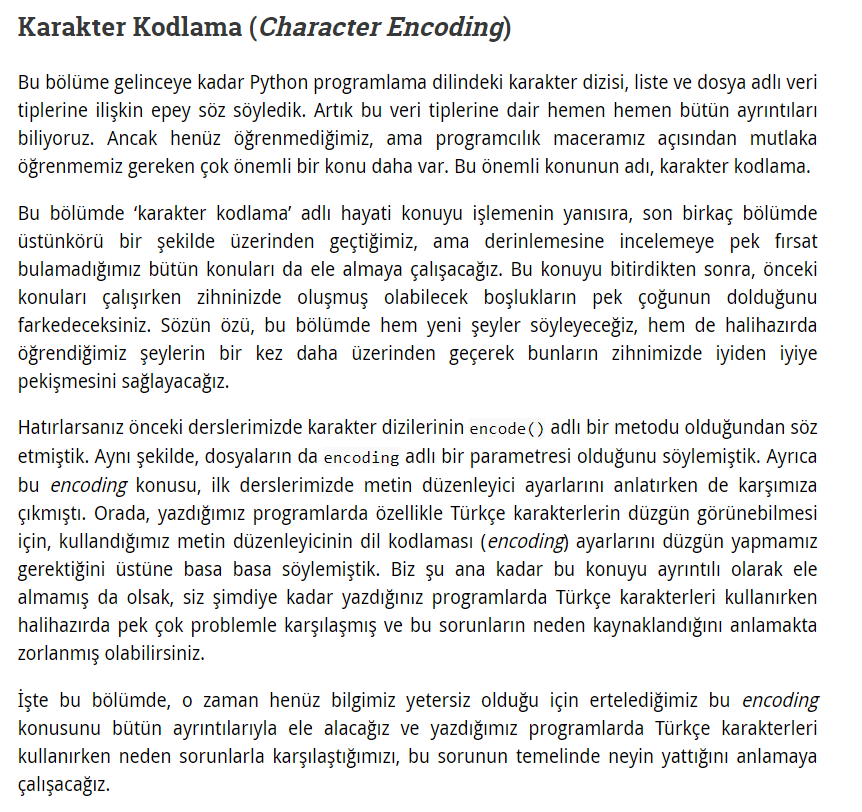 Karakter Kodlama (Character Encoding)
Bu bölüme gelinceye kadar Python programlama dilindeki karakter dizisi, liste ve dosya adlı veri
tiplerine ilişkin epey söz söyledik. Artık bu veri tiplerine dair hemen hemen bütün ayrıntıları
biliyoruz. Ancak henüz öğrenmediğimiz, ama programcılık maceramız açısından mutlaka
öğrenmemiz gereken çok önemli bir konu daha var. Bu önemli konunun adı, karakter kodlama.
Bu bölümde ‘karakter kodlama’ adlı hayati konuyu işlemenin yanısıra, son birkaç bölümde
üstünkörü bir şekilde üzerinden geçtiğimiz, ama derinlemesine incelemeye pek fırsat
bulamadığımız bütün konuları da ele almaya çalışacağız. Bu konuyu bitirdikten sonra, önceki
konuları çalışırken zihninizde oluşmuş olabilecek boşlukların pek çoğunun dolduğunu
farkedeceksiniz. Sözün özü, bu bölümde hem yeni şeyler söyleyeceğiz, hem de halihazırda
öğrendiğimiz şeylerin bir kez daha üzerinden geçerek bunların zihnimizde iyiden iyiye
pekişmesini sağlayacağız.
Hatırlarsanız önceki derslerimizde karakter dizilerinin encode() adlı bir metodu olduğundan söz
etmiştik. Aynı şekilde, dosyaların da encoding adlı bir parametresi olduğunu söylemiştik. Ayrıca
bu encoding konusu, ilk derslerimizde metin düzenleyici ayarlarını anlatırken de karşımıza
çıkmıştı. Orada, yazdığımız programlarda özellikle Türkçe karakterlerin düzgün görünebilmesi
için, kullandığımız metin düzenleyicinin dil kodlaması (encoding) ayarlarını düzgün yapmamız
gerektiğini üstüne basa basa söylemiştik. Biz şu ana kadar bu konuyu ayrıntılı olarak ele
almamış da olsak, siz şimdiye kadar yazdığınız programlarda Türkçe karakterleri kullanırken
halihazırda pek çok problemle karşılaşmış ve bu sorunların neden kaynaklandığını anlamakta
zorlanmış olabilirsiniz.
İşte bu bölümde, o zaman henüz bilgimiz yetersiz olduğu için ertelediğimiz bu encoding
konusunu bütün ayrıntılarıyla ele alacağız ve yazdığımız programlarda Türkçe karakterleri
kullanırken neden sorunlarla karşılaştığımızı, bu sorunun temelinde neyin yattığını anlamaya
çalışacağız.